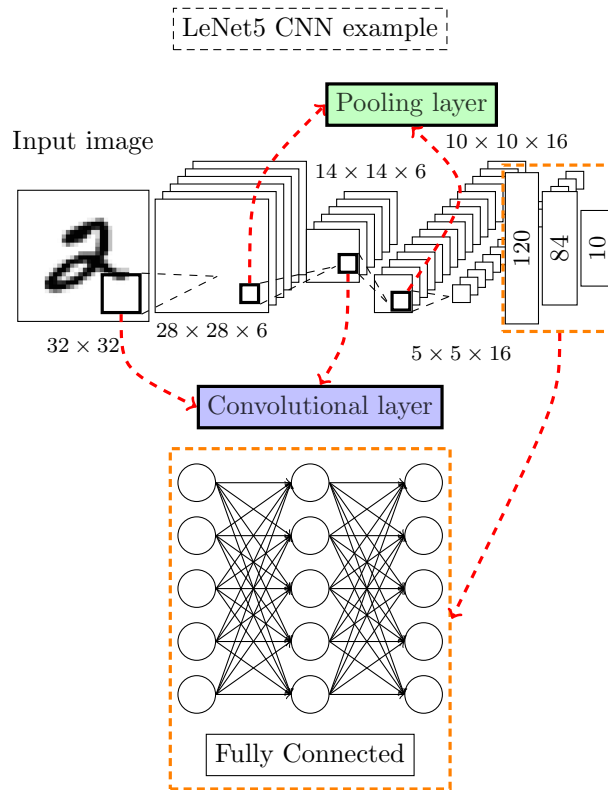 LeNet5 CNN example
Pooling layer
Input image
10 × 10 × 16
14 × 14 × 6
120
84
10
28 × 28 × 6
32 × 32
5 × 5 × 16
Convolutional layer
Fully Connected